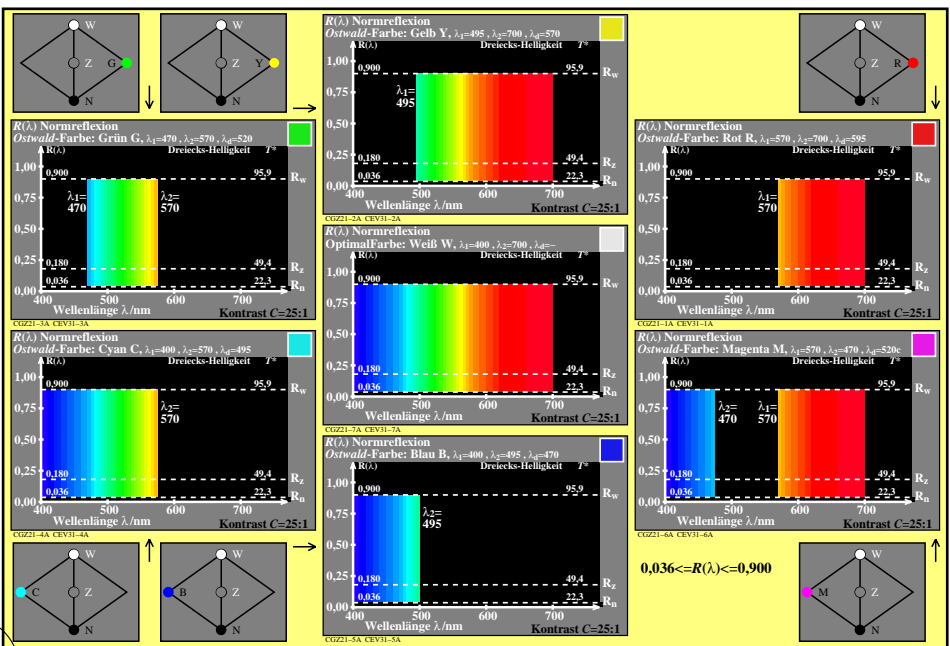 W
Z
G
N
W
Z
Y
N
R(λ) Normreflexion
Ostwald-Farbe: Gelb Y, λ1=495 , λ2=700 , λd=570
R(λ) Dreiecks-Helligkeit T*
1,00
0,900 95,9 Rw
0,75
λ1=
495
0,50
0,25
0,180 49,4 Rz
0,036 22,3 Rn
0,00
400 500 600 700
Wellenlänge λ/nm Kontrast C=25:1
CGZ21-2A CEV31-2A
W
Z
R
N
R(λ) Normreflexion
Ostwald-Farbe: Grün G, λ1=470 , λ2=570 , λd=520
R(λ) Dreiecks-Helligkeit T*
1,00
0,900 95,9 Rw
0,75
λ1=
470
λ2=
570
0,50
0,25
0,180 49,4 Rz
0,036 22,3 Rn
0,00
400 500 600 700
Wellenlänge λ/nm Kontrast C=25:1
CGZ21-3A CEV31-3A
R(λ) Normreflexion
OptimalFarbe: Weiß W, λ1=400 , λ2=700 , λd=–
R(λ) Dreiecks-Helligkeit T*
1,00
0,900 95,9 Rw
0,75
0,50
0,25
0,180 49,4 Rz
0,036 22,3 Rn
0,00
400 500 600 700
Wellenlänge λ/nm Kontrast C=25:1
CGZ21-7A CEV31-7A
R(λ) Normreflexion
Ostwald-Farbe: Rot R, λ1=570 , λ2=700 , λd=595
R(λ) Dreiecks-Helligkeit T*
1,00
0,900 95,9 Rw
0,75
λ1=
570
0,50
0,25
0,180 49,4 Rz
0,036 22,3 Rn
0,00
400 500 600 700
Wellenlänge λ/nm Kontrast C=25:1
CGZ21-1A CEV31-1A
R(λ) Normreflexion
Ostwald-Farbe: Cyan C, λ1=400 , λ2=570 , λd=495
R(λ) Dreiecks-Helligkeit T*
1,00
0,900 95,9 Rw
0,75
λ2=
570
0,50
0,25
0,180 49,4 Rz
0,036 22,3 Rn
0,00
400 500 600 700
Wellenlänge λ/nm Kontrast C=25:1
CGZ21-4A CEV31-4A
R(λ) Normreflexion
Ostwald-Farbe: Blau B, λ1=400 , λ2=495 , λd=470
R(λ) Dreiecks-Helligkeit T*
1,00
0,900 95,9 Rw
0,75
λ2=
495
0,50
0,25
0,180 49,4 Rz
0,036 22,3 Rn
0,00
400 500 600 700
Wellenlänge λ/nm Kontrast C=25:1
CGZ21-5A CEV31-5A
R(λ) Normreflexion
Ostwald-Farbe: Magenta M, λ1=570 , λ2=470 , λd=520c
R(λ) Dreiecks-Helligkeit T*
1,00
0,900 95,9 Rw
0,75
λ2=
470
λ1=
570
0,50
0,25
0,180 49,4 Rz
0,036 22,3 Rn
0,00
400 500 600 700
Wellenlänge λ/nm Kontrast C=25:1
CGZ21-6A CEV31-6A
W
C Z
N
W
B Z
N
0,036<=R(λ)<=0,900
W
M Z
N